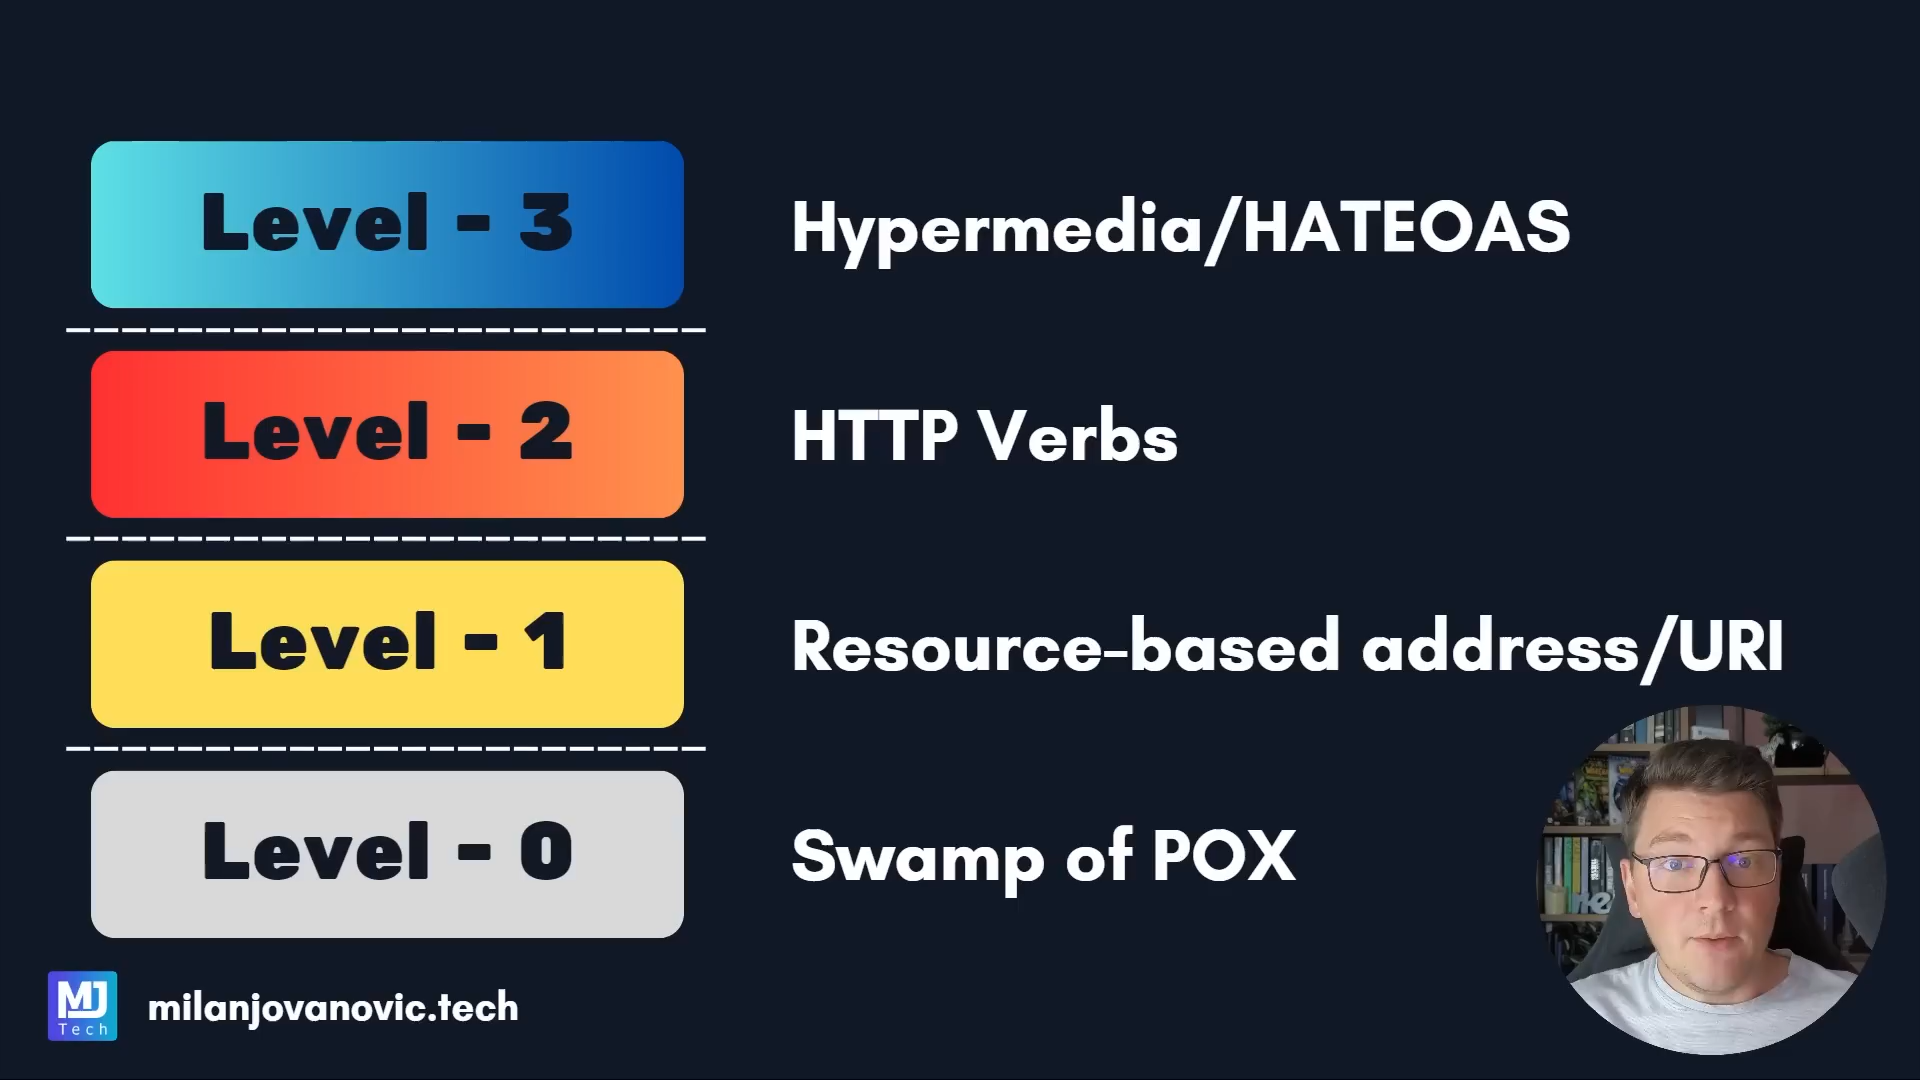 Level - 3
Hypermedia/HATEOAS
Level - 2
HTTP Verbs
Level - 1
Resource-based address/URI
Level - 0
Swamp of POX
MJ
Tech
milanjovanovic.tech